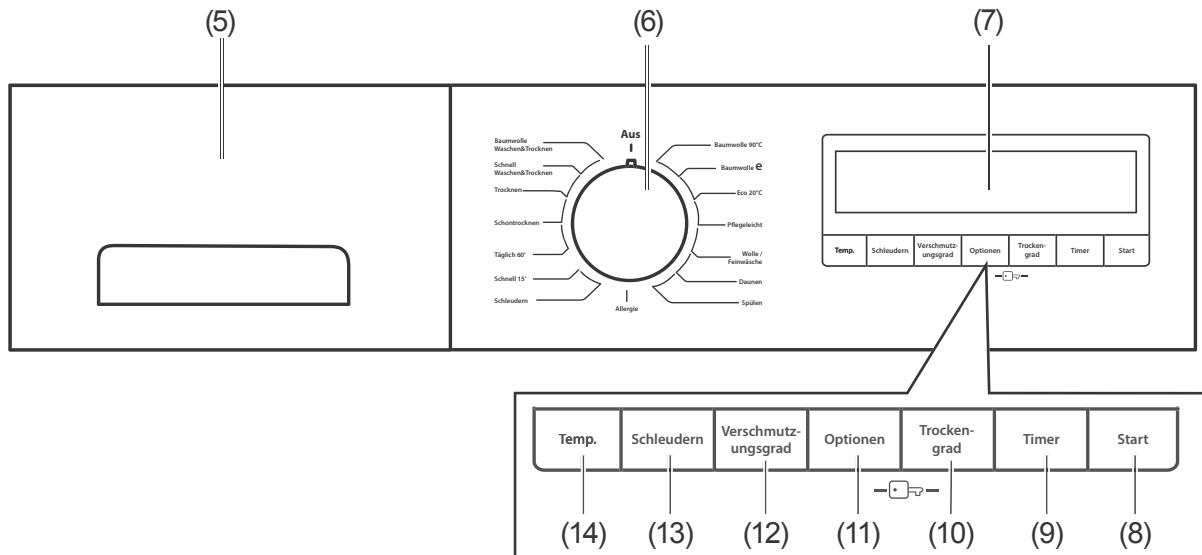 (5)
(6)
(7)
Aus
Baumwolle
Waschen&Trocknen
Schnell
Waschen&Trocknen
Trocknen
Schontrocknen
Täglich 60'
Schnell 15'
Schleudern
Allergie
Baumwolle 90°C
Baumwolle e
Eco 20°C
Pflegeleicht
Wolle /
Feinwäsche
Daunen
Spülen
Temp.
Schleudern
Verschmutz-
ungsgrad
Optionen
Trocken-
grad
Timer
Start
Temp.
Schleudern
Verschmutz-
ungsgrad
Optionen
Trocken-
grad
Timer
Start
(14)
(13)
(12)
(11)
(10)
(9)
(8)